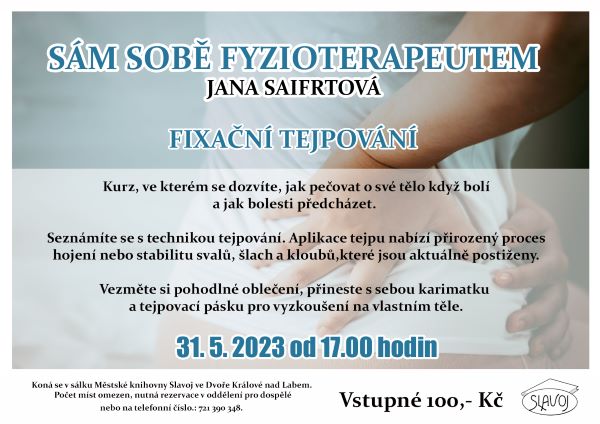 SÁM SOBĚ FYZIOTERAPEUTEM
JANA SAIFRTOVÁ
FIXAČNÍ TEJPOVÁNÍ
Kurz, ve kterém se dozvíte, jak pečovat o své tělo když bolí
a jak bolesti předcházet.
Seznámíte se s technikou tejpování. Aplikace tejpu nabízí přirozený proces
hojení nebo stabilitu svalů, šlach a kloubů,které jsou aktuálně postiženy.
Vezměte si pohodlné oblečení, přineste s sebou karimatku
a tejpovací pásku pro vyzkoušení na vlastním těle.
31. 5. 2023 od 17.00 hodin
Koná se v sálku Městské knihovny Slavoj ve Dvoře Králové nad Labem.
Počet míst omezen, nutná rezervace v oddělení pro dospělé
nebo na telefonní číslo.: 721 390 348.
Vstupné 100,- Kč
SLAVOJ